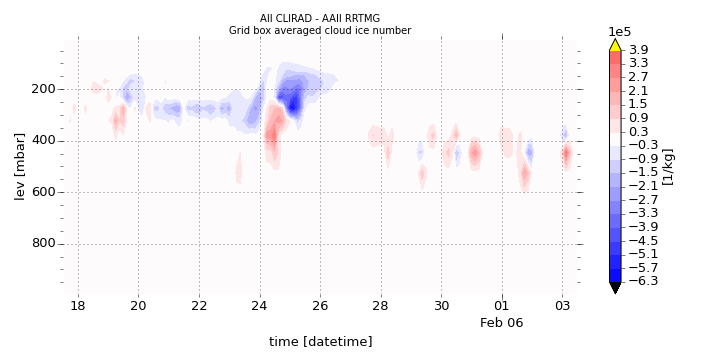 All CLIRAD - AAll RRTMG
Grid box averaged cloud ice number
1e5
3.9
3.3
2.7
2.1
1.5
0.9
0.3
−0.3
−0.9
−1.5
−2.1
−2.7
−3.3
−3.9
−4.5
−5.1
−5.7
−6.3
[1/kg]
lev [mbar]
200
400
600
800
18 20 22 24 26 28 30 01 03
Feb 06
time [datetime]